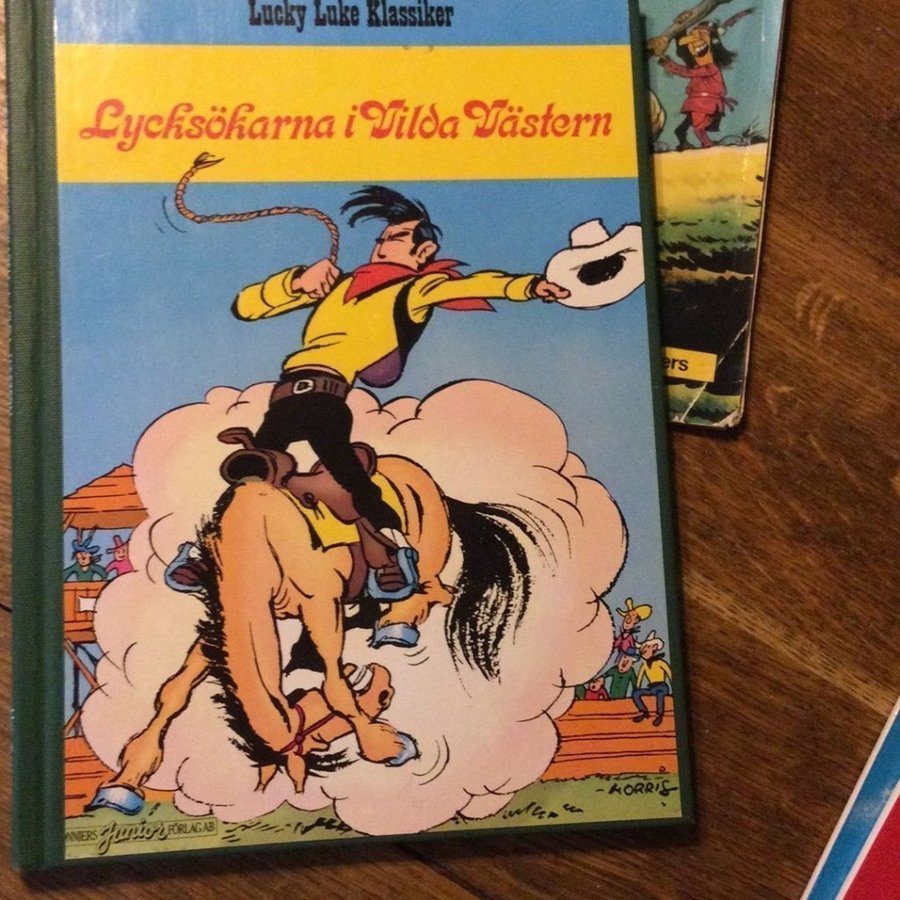 Lucky Luke Klassiker
Lycksökarna i Vilda Västern
MORRIS
Junior FÖRLAG AB